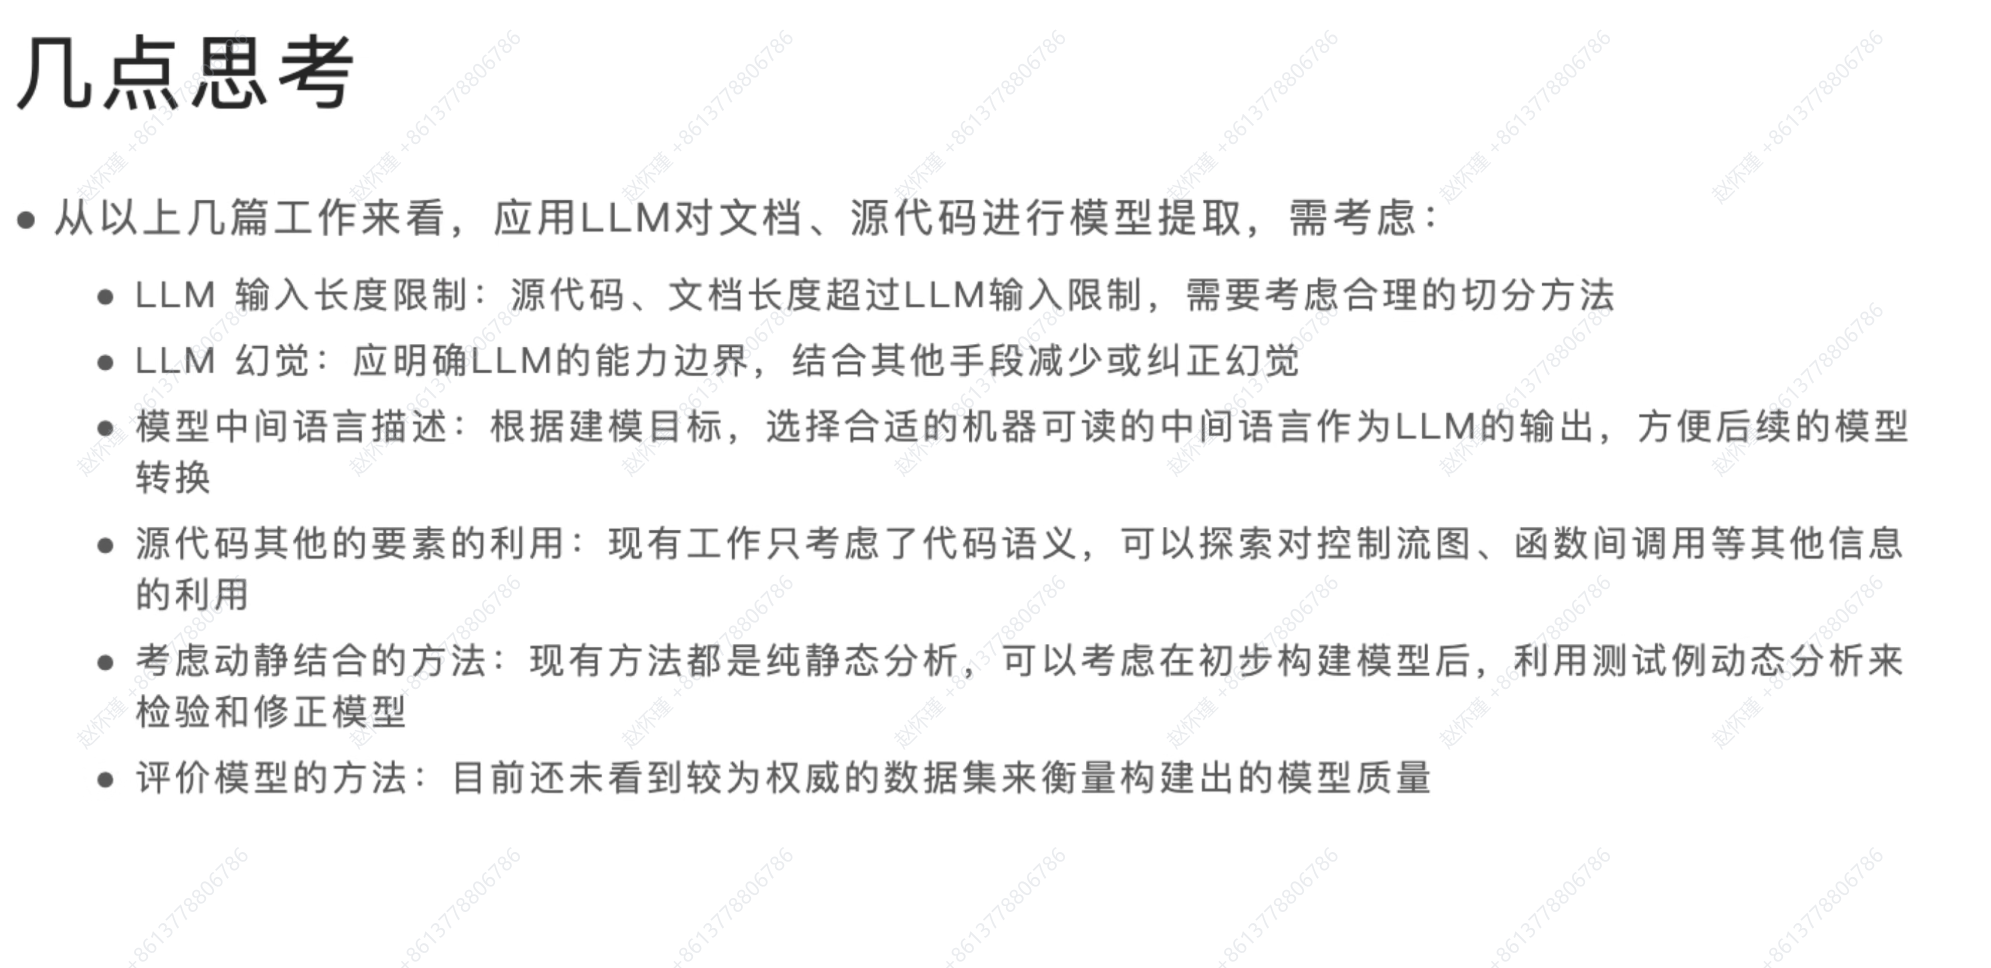 几点思考
从以上几篇工作来看，应用LLM对文档、源代码进行模型提取，需考虑：
LLM 输入长度限制：源代码、文档长度超过LLM输入限制，需要考虑合理的切分方法
LLM 幻觉：应明确LLM的能力边界，结合其他手段减少或纠正幻觉
模型中间语言描述：根据建模目标，选择合适的机器可读的中间语言作为LLM的输出，方便后续的模型
转换
源代码其他的要素的利用：现有工作只考虑了代码语义，可以探索对控制流图、函数间调用等其他信息
的利用
考虑动静结合的方法：现有方法都是纯静态分析，可以考虑在初步构建模型后，利用测试例动态分析来
检验和修正模型
评价模型的方法：目前还未看到较为权威的数据集来衡量构建出的模型质量
赵怀瑾 +8613778806786